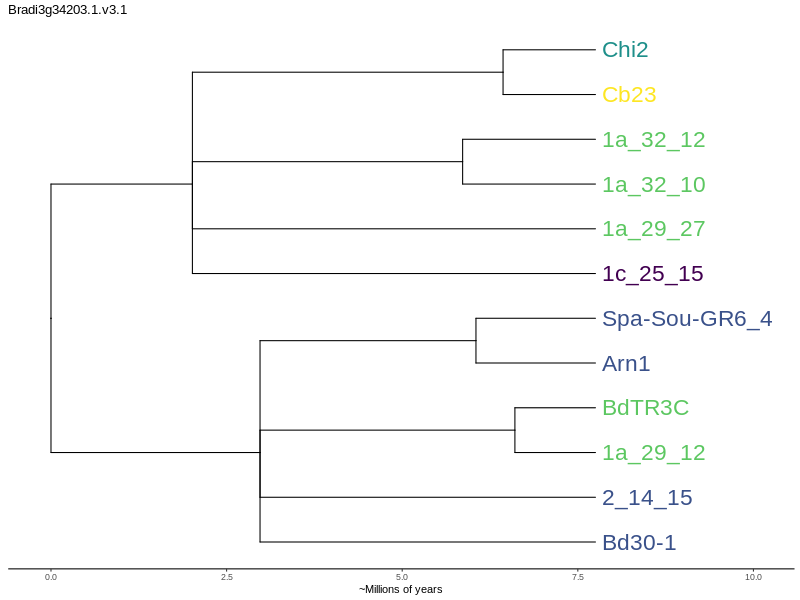 Bradi3g34203.1.v3.1
Chi2
Cb23
1a_32_12
1a_32_10
1a_29_27
1c_25_15
Spa-Sou-GR6_4
Arn1
BdTR3C
1a_29_12
2_14_15
Bd30-1
0.0 2.5 5.0 7.5 10.0
~Millions of years